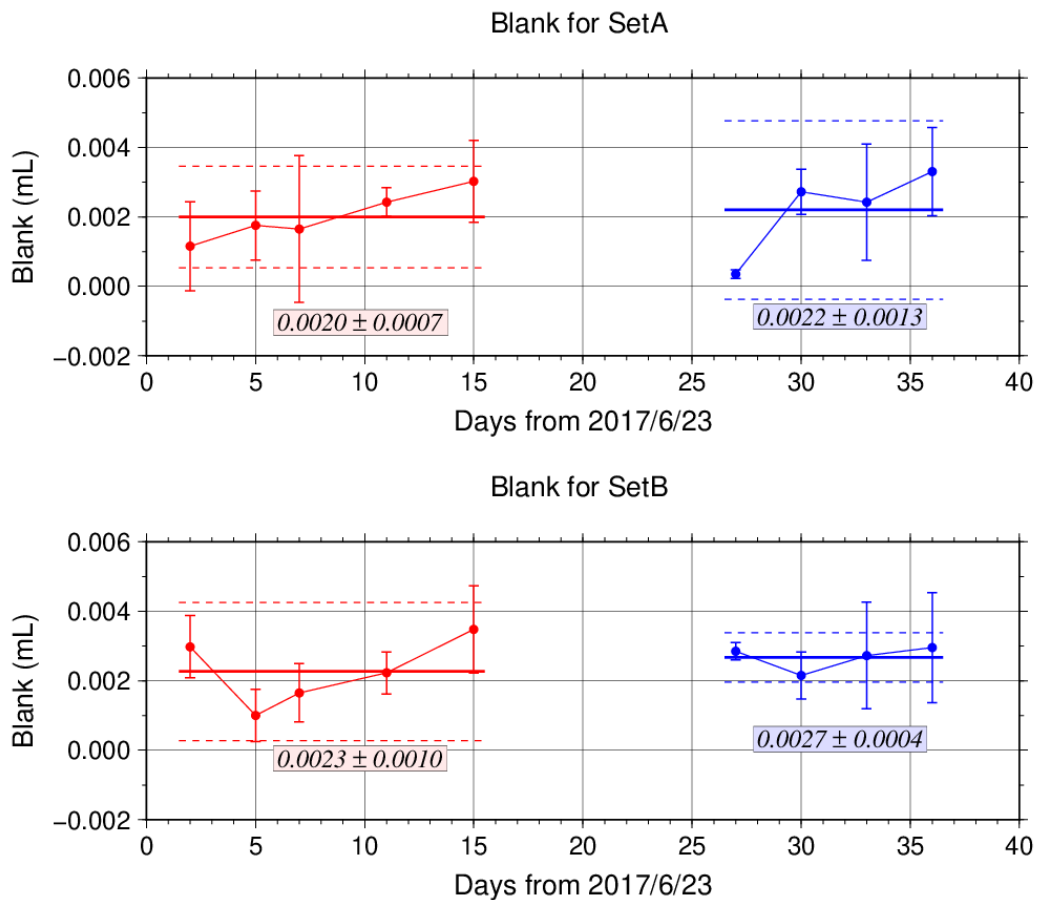 Blank for SetA
Blank (mL)
0.006
0.004
0.002
0.000
−0.002
0.0020 ± 0.0007
0.0022 ± 0.0013
0 5 10 15 20 25 30 35 40
Days from 2017/6/23
Blank for SetB
Blank (mL)
0.006
0.004
0.002
0.000
−0.002
0.0023 ± 0.0010
0.0027 ± 0.0004
0 5 10 15 20 25 30 35 40
Days from 2017/6/23